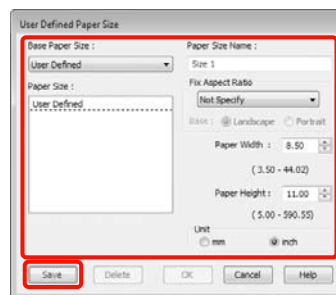 User Defined Paper Size
Base Paper Size :
User Defined
Paper Size :
User Defined
Paper Size Name :
Size 1
Fix Aspect Ratio
Not Specify
Base : Landscape Portrait
Paper Width : 8.50
( 3.50 - 44.02)
Paper Height : 11.00
( 5.00 - 590.55)
Unit
mm inch
Save Delete OK Cancel Help